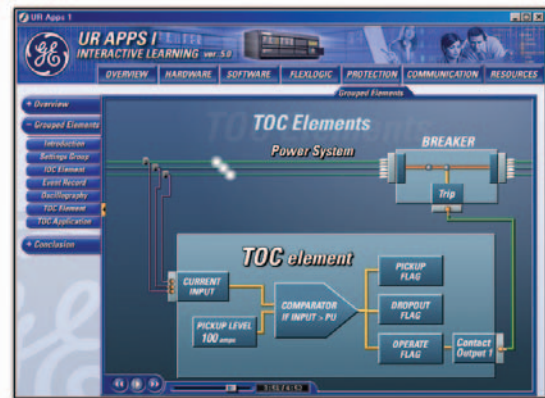 UR Apps 1
GE
UR APPS I
INTERACTIVE LEARNING ver. 5.0
OVERVIEW HARDWARE SOFTWARE FLEXLOGIC PROTECTION COMMUNICATION RESOURCES
Grouped Elements
+ Overview
− Grouped Elements
Introduction
Settings Group
TOC Element
Event Record
Oscillography
TOC Element
TOC Application
+ Conclusion
TOC Elements
Power System
BREAKER
Trip
TOC element
CURRENT
INPUT
PICKUP LEVEL
100 amps
COMPARATOR
IF INPUT > PU
PICKUP
FLAG
DROPOUT
FLAG
OPERATE
FLAG
Contact
Output 1